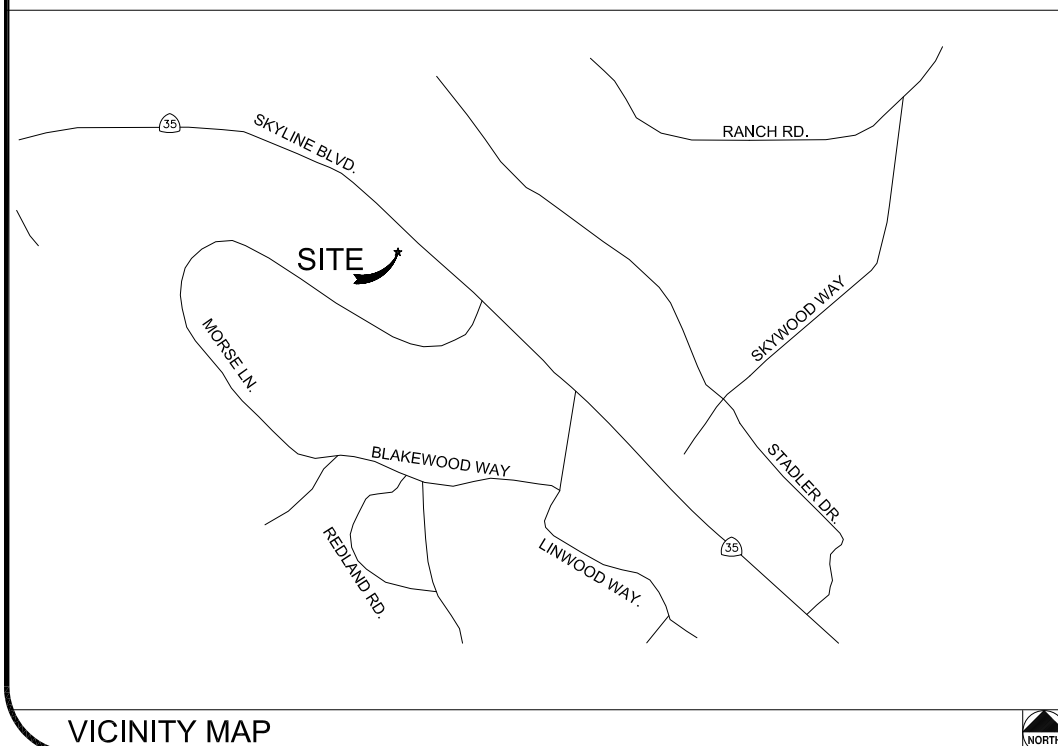 35
SKYLINE BLVD.
RANCH RD.
SITE
SKYWOOD WAY
MORSE LN.
BLAKEWOOD WAY
STADLER DR.
REDLAND RD.
LINWOOD WAY.
35
VICINITY MAP
NORTH